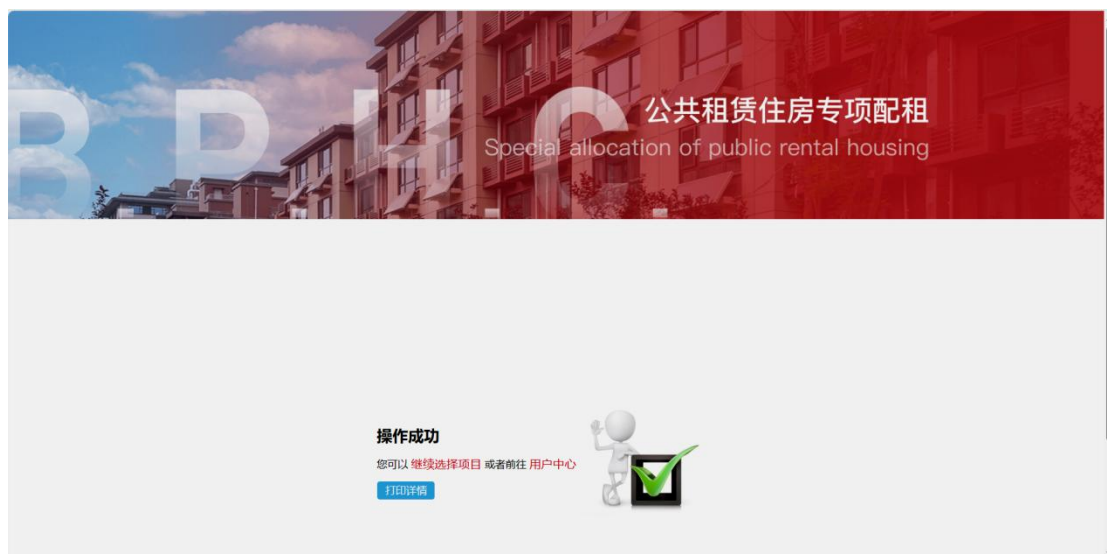 BPHC
公共租赁住房专项配租
Special allocation of public rental housing
操作成功
您可以 继续选择项目 或者前往 用户中心
打印详情